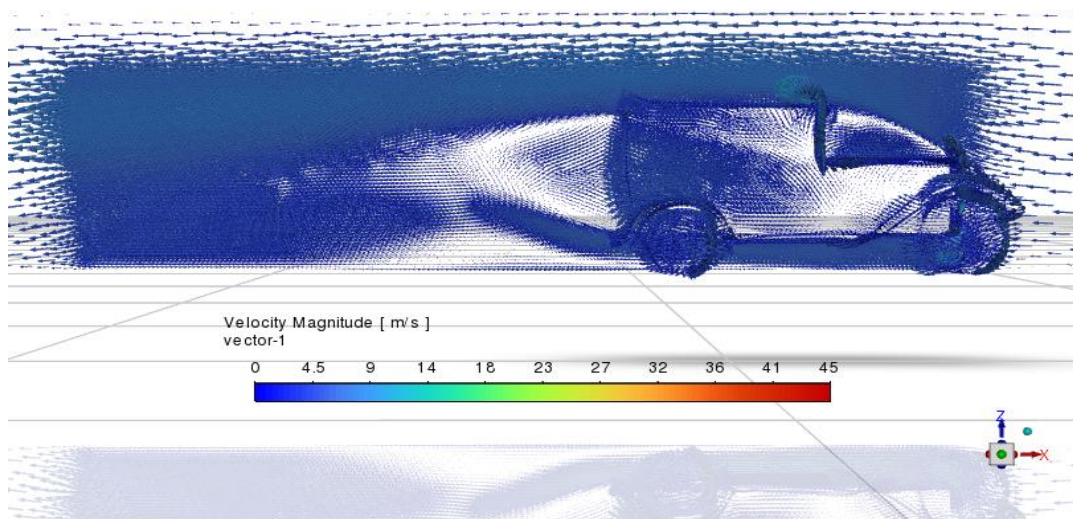 Velocity Magnitude [ m/s ]
vector-1
0 4.5 9 14 18 23 27 32 36 41 45
Z
X